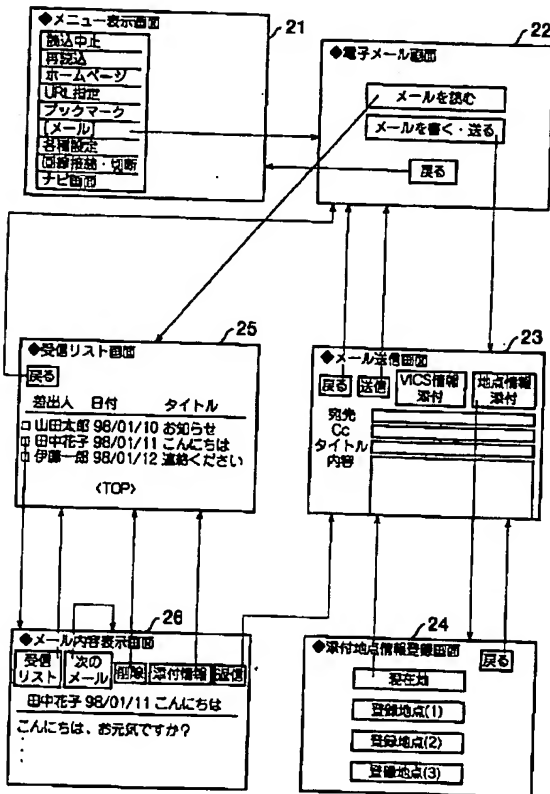 ◆メニュー表示画面
21
読込中止
再読込
ホームページ
URL指定
ブックマーク
[メール]
各種設定
回線接続・切断
ナビ画面
22
◆電子メール画面
メールを読む
メールを書く・送る
戻る
25
◆受信リスト画面
戻る
差出人 日付 タイトル
山田太郎 98/01/10 お知らせ
田中花子 98/01/11 こんにちは
伊藤一郎 98/01/12 連絡ください
<TOP>
23
◆メール送信画面
戻る 送信 VICS情報 地点情報
添付 添付
宛先
Cc
タイトル
内容
26
◆メール内容表示画面
受信 次の 削除 添付情報 返信
リスト メール
田中花子 98/01/11 こんにちは
こんにちは、お元気ですか?
24
◆添付地点情報登録画面
戻る
現在地
登録地点(1)
登録地点(2)
登録地点(3)